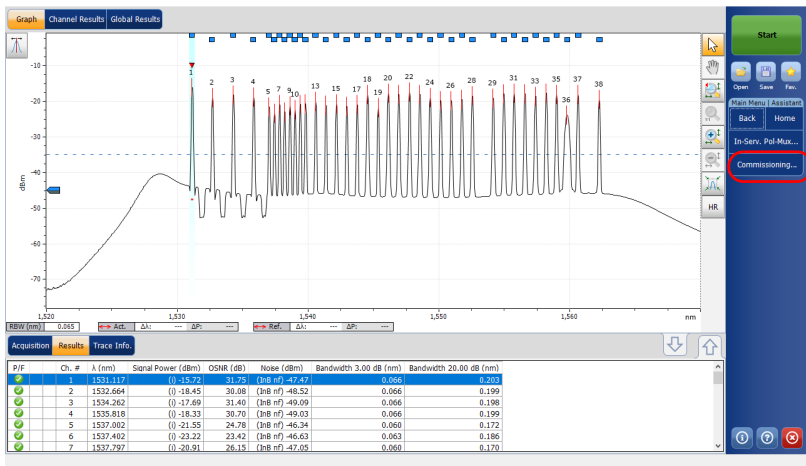 Graph Channel Results Global Results
Start
Open Save Fav.
Main Menu Assistant
Back Home
In-Serv. Pol-Mux...
Commissioning...
HR
-10
-20
-30
-40
-50
-60
-70
dBm
1 2 3 4 5 7 9 10 13 15 17 18 19 20 22 24 26 28 29 31 33 35 36 37 38
1,520 1,530 1,540 1,550 1,560 nm
RBW (nm) 0.065 Act. Δλ: --- ΔP: --- Ref. Δλ: --- ΔP: ---
Acquisition Results Trace Info.
P/F Ch. # λ (nm) Signal Power (dBm) OSNR (dB) Noise (dBm) Bandwidth 3.00 dB (nm) Bandwidth 20.00 dB (nm)
1 1531.117 (i) -15.72 31.75 (InB nf) -47.47 0.066 0.203
2 1532.664 (i) -18.45 30.08 (InB nf) -48.52 0.066 0.199
3 1534.262 (i) -17.69 31.40 (InB nf) -49.09 0.066 0.198
4 1535.818 (i) -18.33 30.70 (InB nf) -49.03 0.066 0.199
5 1537.002 (i) -21.55 24.78 (InB nf) -46.34 0.060 0.172
6 1537.402 (i) -23.22 23.42 (InB nf) -46.63 0.063 0.186
7 1537.797 (i) -20.91 26.15 (InB nf) -47.05 0.060 0.170